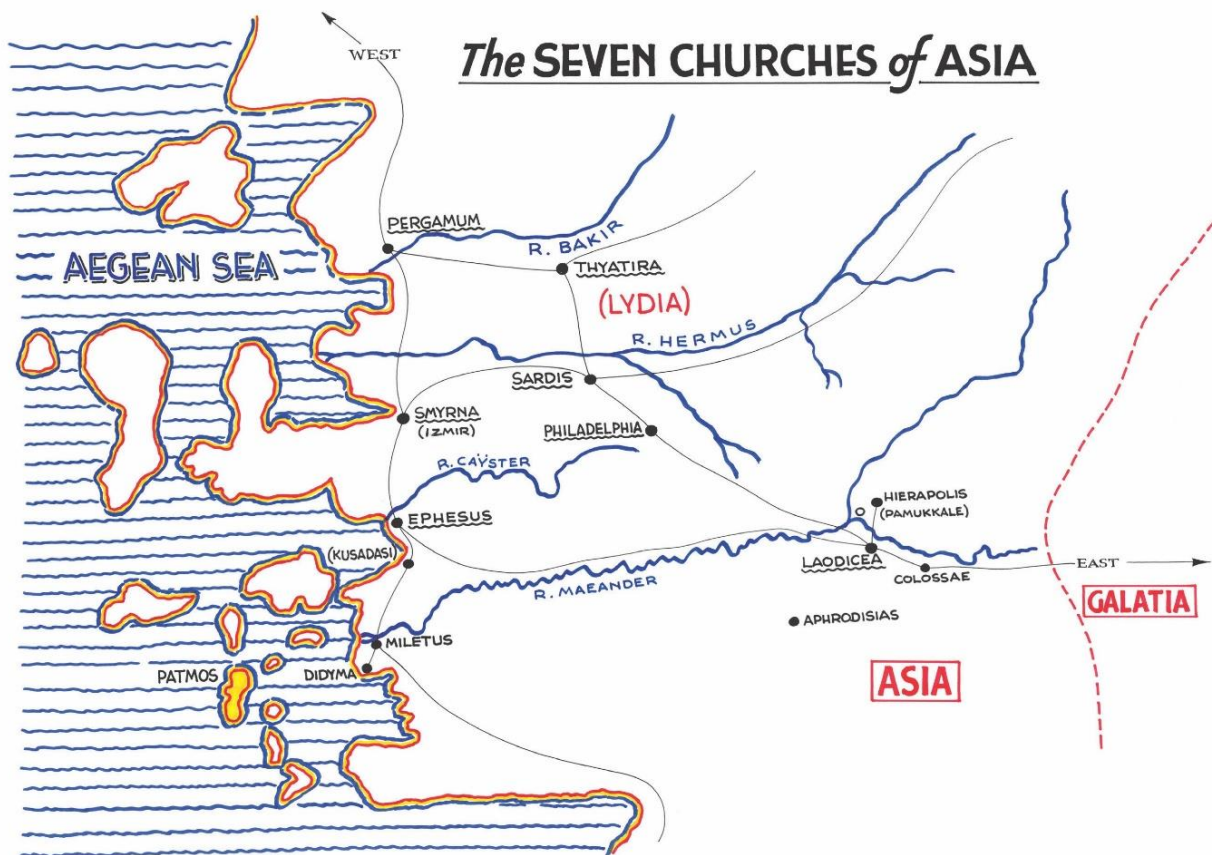 The SEVEN CHURCHES of ASIA
WEST
PERGAMUM
R. BAKIR
AEGEAN SEA
THYATIRA
(LYDIA)
R. HERMUS
SARDIS
SMYRNA
(IZMIR)
PHILADELPHIA
R. CAŸSTER
HIERAPOLIS
(PAMUKKALE)
EPHESUS
(KUSADASI)
LAODICEA
EAST
COLOSSAE
R. MAEANDER
GALATIA
APHRODISIAS
MILETUS
PATMOS
DIDYMA
ASIA